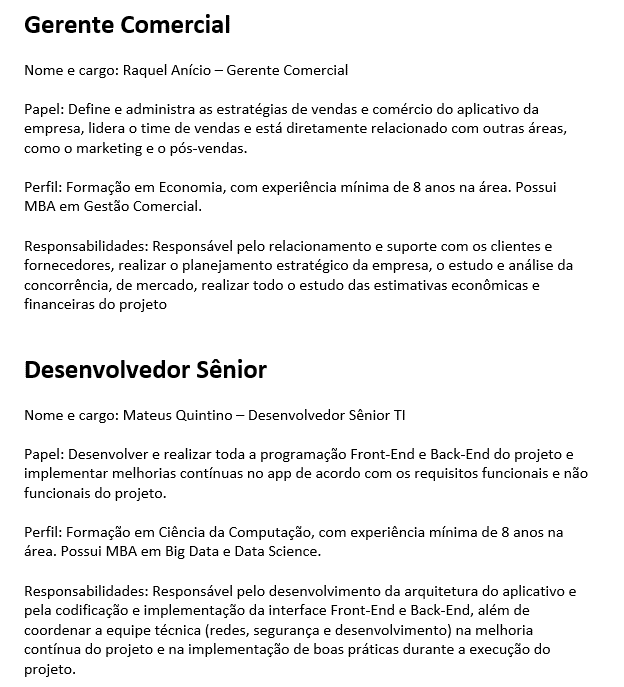 Gerente Comercial
Nome e cargo: Raquel Anício – Gerente Comercial
Papel: Define e administra as estratégias de vendas e comércio do aplicativo da
empresa, lidera o time de vendas e está diretamente relacionado com outras áreas,
como o marketing e o pós-vendas.
Perfil: Formação em Economia, com experiência mínima de 8 anos na área. Possui
MBA em Gestão Comercial.
Responsabilidades: Responsável pelo relacionamento e suporte com os clientes e
fornecedores, realizar o planejamento estratégico da empresa, o estudo e análise da
concorrência, de mercado, realizar todo o estudo das estimativas econômicas e
financeiras do projeto
Desenvolvedor Sênior
Nome e cargo: Mateus Quintino – Desenvolvedor Sênior TI
Papel: Desenvolver e realizar toda a programação Front-End e Back-End do projeto e
implementar melhorias contínuas no app de acordo com os requisitos funcionais e não
funcionais do projeto.
Perfil: Formação em Ciência da Computação, com experiência mínima de 8 anos na
área. Possui MBA em Big Data e Data Science.
Responsabilidades: Responsável pelo desenvolvimento da arquitetura do aplicativo e
pela codificação e implementação da interface Front-End e Back-End, além de
coordenar a equipe técnica (redes, segurança e desenvolvimento) na melhoria
contínua do projeto e na implementação de boas práticas durante a execução do
projeto.